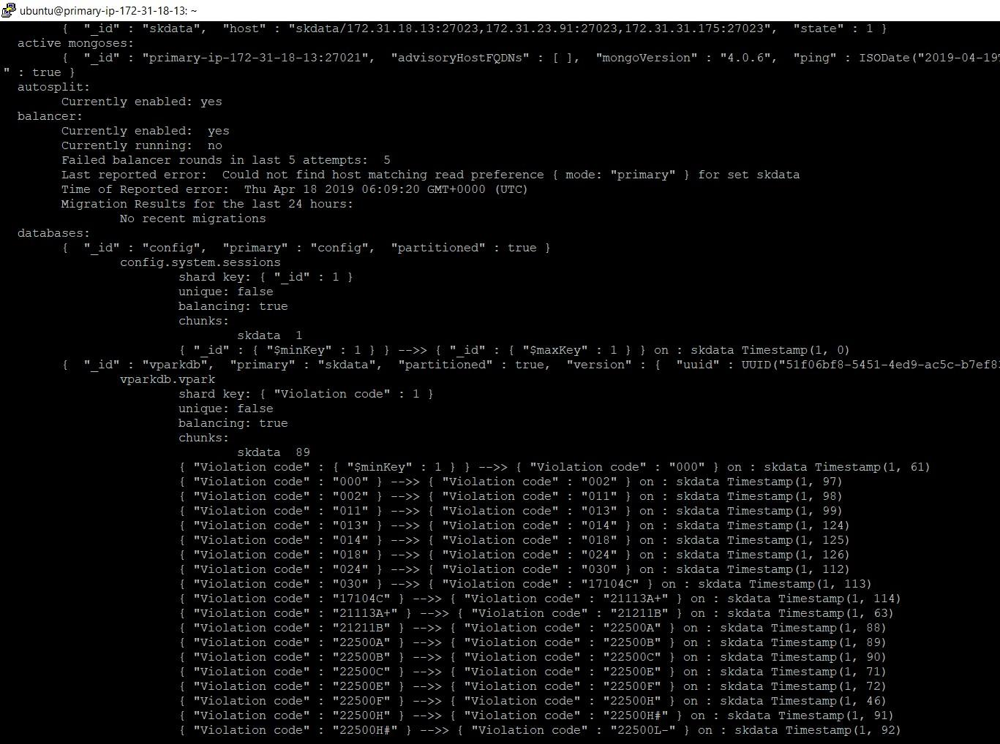 ubuntu@primary-ip-172-31-18-13: ~
{ "_id" : "skdata", "host" : "skdata/172.31.18.13:27023,172.31.23.91:27023,172.31.31.175:27023", "state" : 1 }
active mongoses:
{ "_id" : "primary-ip-172-31-18-13:27021", "advisoryHostFQDNs" : [ ], "mongoVersion" : "4.0.6", "ping" : ISODate("2019-04-19T
" : true }
autosplit:
Currently enabled: yes
balancer:
Currently enabled:  yes
Currently running:  no
Failed balancer rounds in last 5 attempts:  5
Last reported error:  Could not find host matching read preference { mode: "primary" } for set skdata
Time of Reported error:  Thu Apr 18 2019 06:09:20 GMT+0000 (UTC)
Migration Results for the last 24 hours:
No recent migrations
databases:
{ "_id" : "config", "primary" : "config", "partitioned" : true }
config.system.sessions
shard key: { "_id" : 1 }
unique: false
balancing: true
chunks:
skdata  1
{ "_id" : { "$minKey" : 1 } } -->> { "_id" : { "$maxKey" : 1 } } on : skdata Timestamp(1, 0)
{ "_id" : "vparkdb", "primary" : "skdata", "partitioned" : true, "version" : { "uuid" : UUID("51f06bf8-5451-4ed9-ac5c-b7ef83
vparkdb.vpark
shard key: { "Violation code" : 1 }
unique: false
balancing: true
chunks:
skdata  89
{ "Violation code" : { "$minKey" : 1 } } -->> { "Violation code" : "000" } on : skdata Timestamp(1, 61)
{ "Violation code" : "000" } -->> { "Violation code" : "002" } on : skdata Timestamp(1, 97)
{ "Violation code" : "002" } -->> { "Violation code" : "011" } on : skdata Timestamp(1, 98)
{ "Violation code" : "011" } -->> { "Violation code" : "013" } on : skdata Timestamp(1, 99)
{ "Violation code" : "013" } -->> { "Violation code" : "014" } on : skdata Timestamp(1, 124)
{ "Violation code" : "014" } -->> { "Violation code" : "018" } on : skdata Timestamp(1, 125)
{ "Violation code" : "018" } -->> { "Violation code" : "024" } on : skdata Timestamp(1, 126)
{ "Violation code" : "024" } -->> { "Violation code" : "030" } on : skdata Timestamp(1, 112)
{ "Violation code" : "030" } -->> { "Violation code" : "17104C" } on : skdata Timestamp(1, 113)
{ "Violation code" : "17104C" } -->> { "Violation code" : "21113A+" } on : skdata Timestamp(1, 114)
{ "Violation code" : "21113A+" } -->> { "Violation code" : "21211B" } on : skdata Timestamp(1, 63)
{ "Violation code" : "21211B" } -->> { "Violation code" : "22500A" } on : skdata Timestamp(1, 88)
{ "Violation code" : "22500A" } -->> { "Violation code" : "22500B" } on : skdata Timestamp(1, 89)
{ "Violation code" : "22500B" } -->> { "Violation code" : "22500C" } on : skdata Timestamp(1, 90)
{ "Violation code" : "22500C" } -->> { "Violation code" : "22500E" } on : skdata Timestamp(1, 71)
{ "Violation code" : "22500E" } -->> { "Violation code" : "22500F" } on : skdata Timestamp(1, 72)
{ "Violation code" : "22500F" } -->> { "Violation code" : "22500H" } on : skdata Timestamp(1, 46)
{ "Violation code" : "22500H" } -->> { "Violation code" : "22500H#" } on : skdata Timestamp(1, 91)
{ "Violation code" : "22500H#" } -->> { "Violation code" : "22500L-" } on : skdata Timestamp(1, 92)